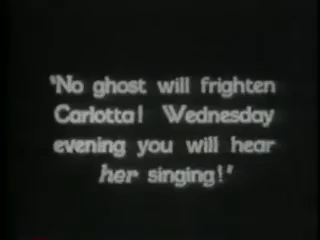 "No ghost will frighten
Carlotta! Wednesday
evening you will hear
her singing!"